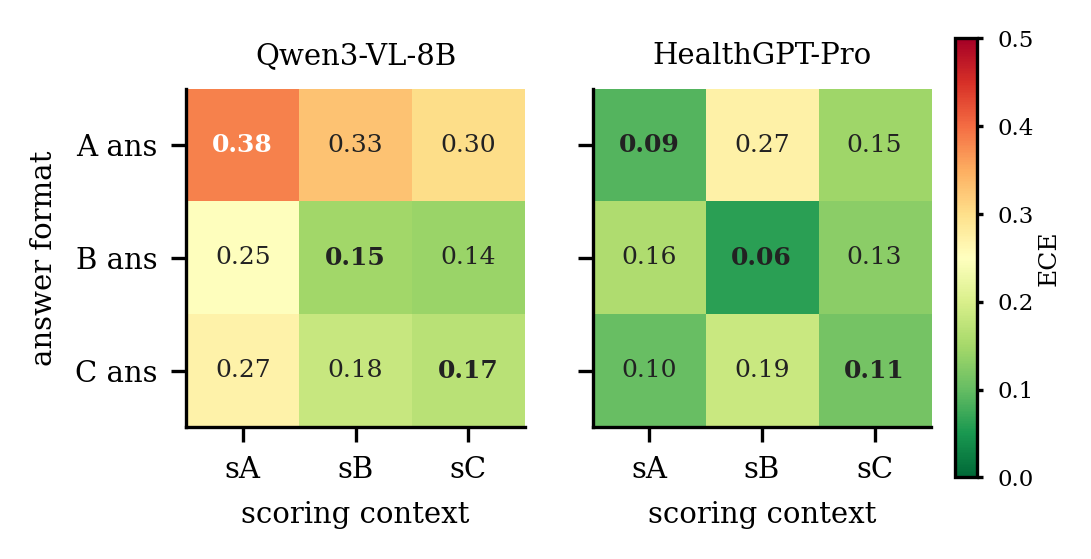 Qwen3-VL-8B
HealthGPT-Pro
answer format
A ans
B ans
C ans
0.38 0.33 0.30
0.25 0.15 0.14
0.27 0.18 0.17
0.09 0.27 0.15
0.16 0.06 0.13
0.10 0.19 0.11
sA sB sC
scoring context
sA sB sC
scoring context
0.5
0.4
0.3
0.2
0.1
0.0
ECE